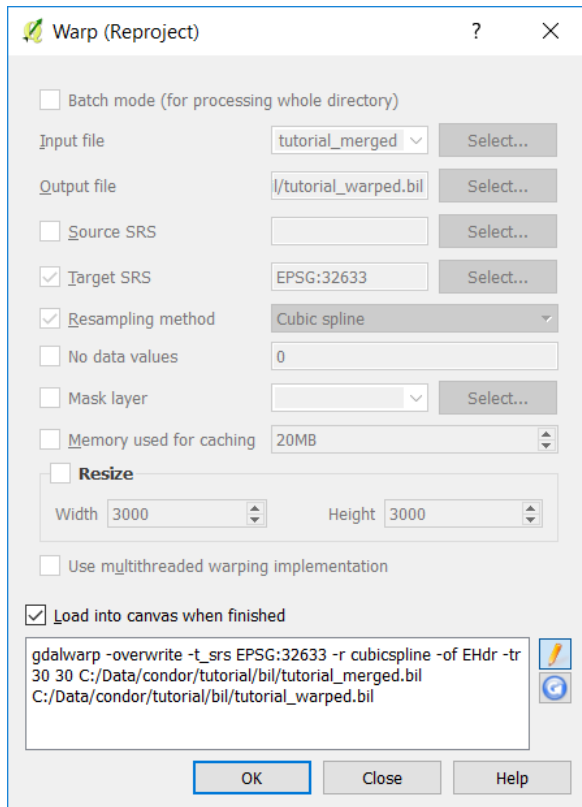 Warp (Reproject) ?
Batch mode (for processing whole directory)
Input file tutorial_merged Select...
Output file l/tutorial_warped.bil Select...
Source SRS Select...
Target SRS EPSG:32633 Select...
Resampling method Cubic spline
No data values 0
Mask layer Select...
Memory used for caching 20MB
Resize
Width 3000 Height 3000
Use multithreaded warping implementation
Load into canvas when finished
gdalwarp -overwrite -t_srs EPSG:32633 -r cubicspline -of EHdr -tr
30 30 C:/Data/condor/tutorial/bil/tutorial_merged.bil
C:/Data/condor/tutorial/bil/tutorial_warped.bil
OK Close Help